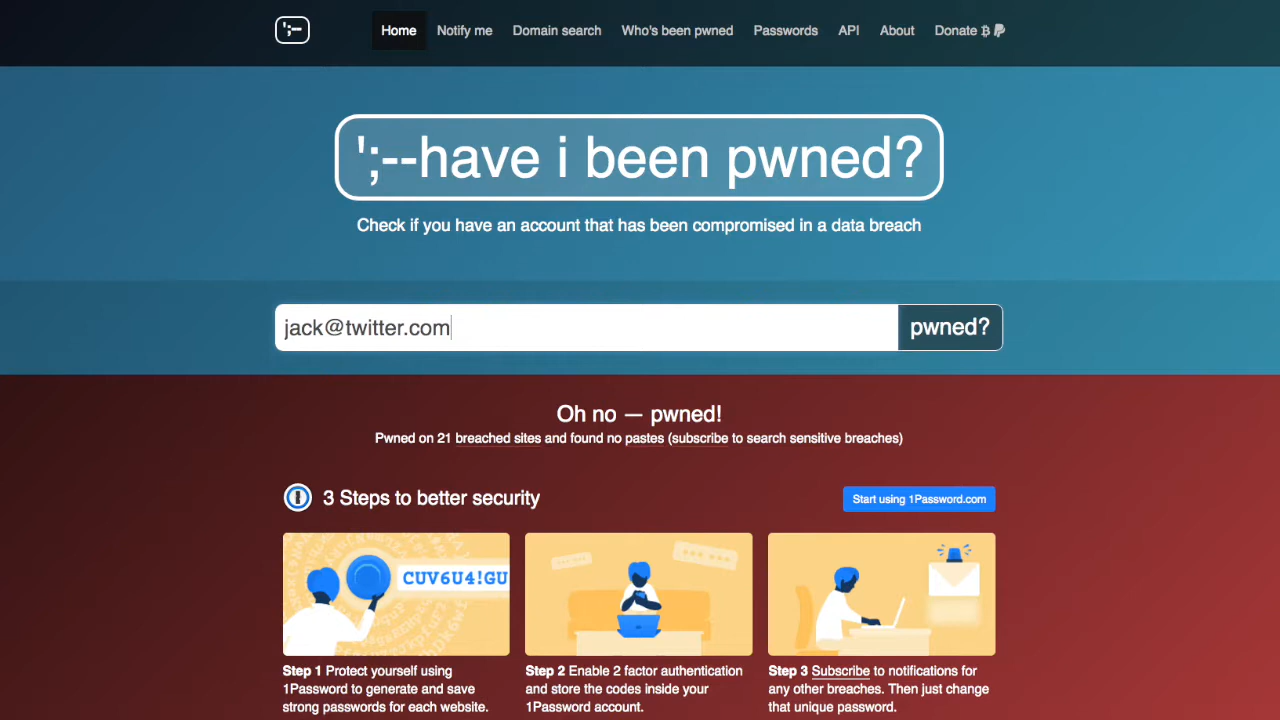 ';--
Home Notify me Domain search Who's been pwned Passwords API About Donate
';--have i been pwned?
Check if you have an account that has been compromised in a data breach
jack@twitter.com
pwned?
Oh no — pwned!
Pwned on 21 breached sites and found no pastes (subscribe to search sensitive breaches)
3 Steps to better security
Start using 1Password.com
CUV6U4!GU
Step 1 Protect yourself using
1Password to generate and save
strong passwords for each website.
Step 2 Enable 2 factor authentication
and store the codes inside your
1Password account.
Step 3 Subscribe to notifications for
any other breaches. Then just change
that unique password.